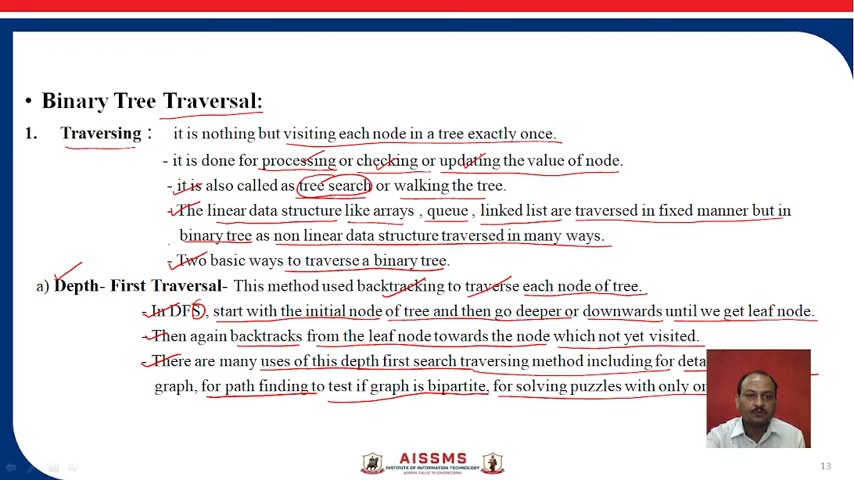 • Binary Tree Traversal:
1. Traversing : it is nothing but visiting each node in a tree exactly once.
- it is done for processing or checking or updating the value of node.
- it is also called as tree search or walking the tree.
- The linear data structure like arrays , queue , linked list are traversed in fixed manner but in
binary tree as non linear data structure traversed in many ways.
- Two basic ways to traverse a binary tree.
a) Depth- First Traversal- This method used backtracking to traverse each node of tree.
- In DFS, start with the initial node of tree and then go deeper or downwards until we get leaf node.
- Then again backtracks from the leaf node towards the node which not yet visited.
- There are many uses of this depth first search traversing method including for
graph, for path finding to test if graph is bipartite, for solving puzzles with only
AISSMS
INSTITUTE OF INFORMATION TECHNOLOGY
ADDING VALUE TO ENGINEERING
13